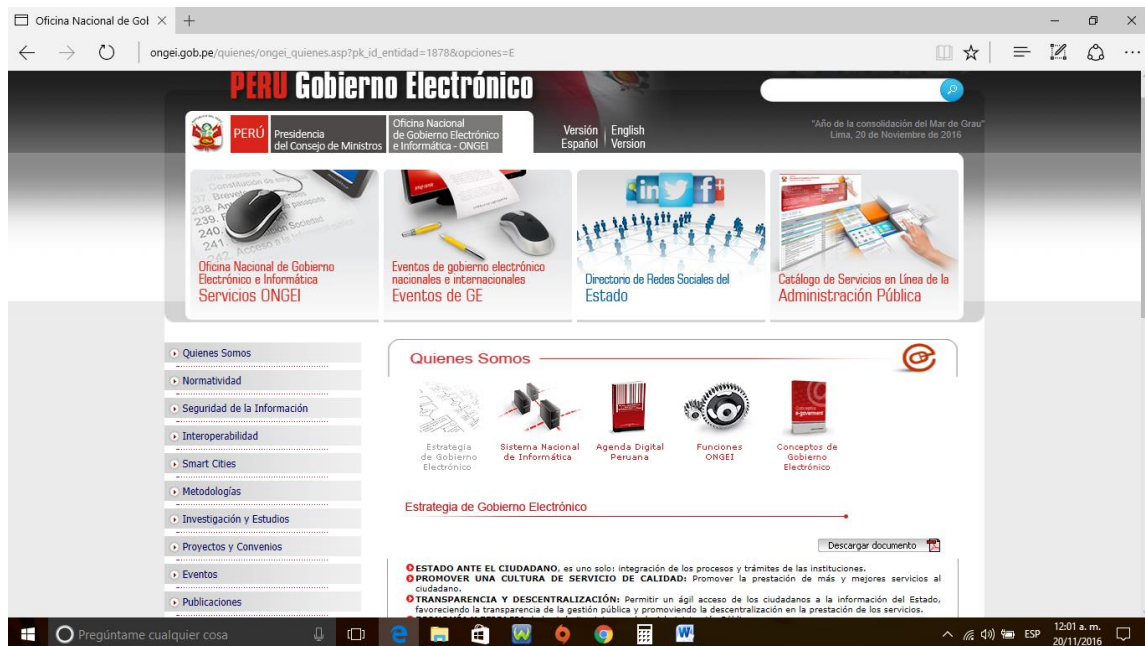 Oficina Nacional de Gol
ongei.gob.pe/quienes/ongei_quienes.asp?pk_id_entidad=1878&opciones=E
PERU Gobierno Electrónico
PERÚ
Presidencia
del Consejo de Ministros
Oficina Nacional
de Gobierno Electrónico
e Informática - ONGEI
Versión
Español
English
Version
"Año de la consolidación del Mar de Grau"
Lima, 20 de Noviembre de 2016
238.
239.
240.
241.
242.
Oficina Nacional de Gobierno
Electrónico e Informática
Servicios ONGEI
Eventos de gobierno electrónico
nacionales e internacionales
Eventos de GE
in
f
Directorio de Redes Sociales del
Estado
Catálogo de Servicios en Línea de la
Administración Pública
Quienes Somos
Normatividad
Seguridad de la Información
Interoperabilidad
Smart Cities
Metodologías
Investigación y Estudios
Proyectos y Convenios
Eventos
Publicaciones
Quienes Somos
Estrategia
de Gobierno
Electrónico
Sistema Nacional
de Informática
Agenda Digital
Peruana
Funciones
ONGEI
Conceptos de
Gobierno
Electrónico
Estrategia de Gobierno Electrónico
Descargar documento
ESTADO ANTE EL CIUDADANO, es uno solo: integración de los procesos y trámites de las instituciones.
PROMOVER UNA CULTURA DE SERVICIO DE CALIDAD: Promover la prestación de más y mejores servicios al
ciudadano.
TRANSPARENCIA Y DESCENTRALIZACIÓN: Permitir un ágil acceso de los ciudadanos a la información del Estado,
favoreciendo la transparencia de la gestión pública y promoviendo la descentralización en la prestación de los servicios.
Pregúntame cualquier cosa
ESP
12:01 a. m.
20/11/2016